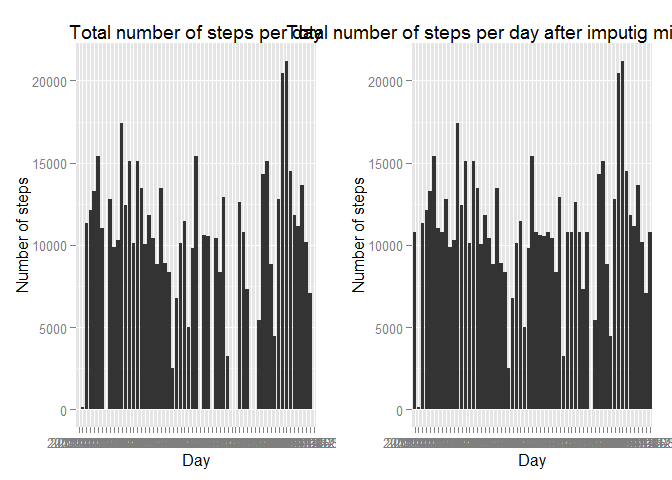 Total number of steps per day
Total number of steps per day after imputig mi
20000
15000
10000
5000
0
Number of steps
Day
20000
15000
10000
5000
0
Number of steps
Day